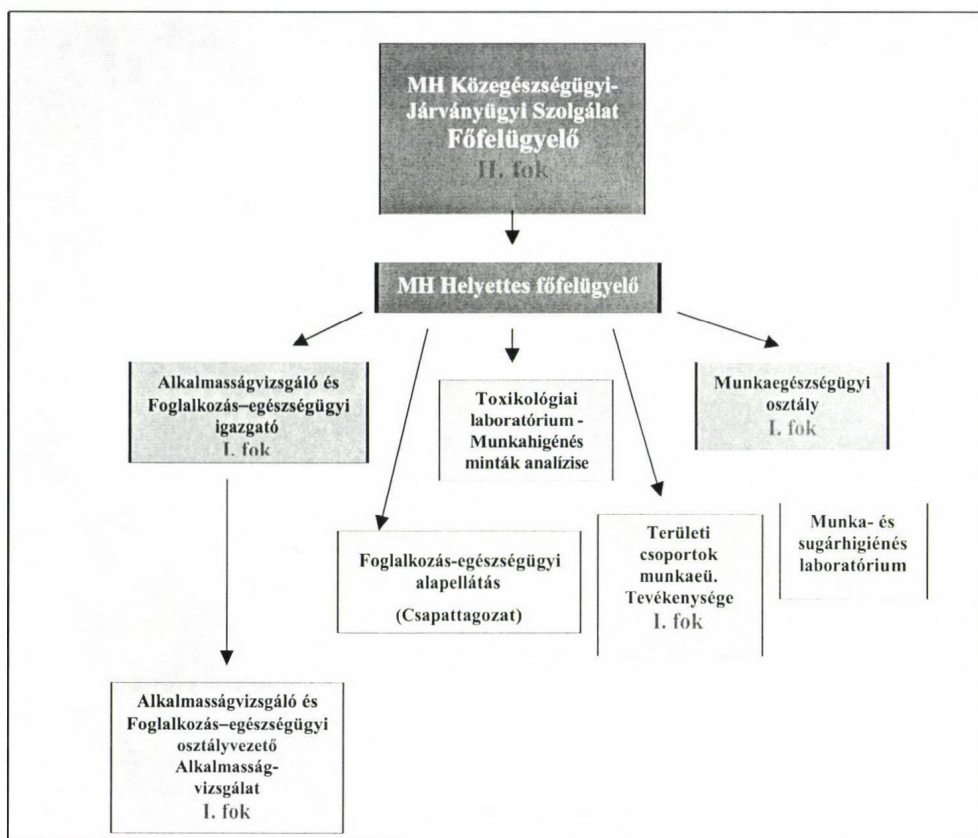 MH Közegészségügyi-
Járványügyi Szolgálat
Főfelügyelő
II. fok
MH Helyettes főfelügyelő
Alkalmasságvizsgáló és
Foglalkozás–egészségügyi
igazgató
I. fok
Toxikológiai
laboratórium -
Munkahigénés
minták analízise
Munkaegészségügyi
osztály
I. fok
Foglalkozás-egészségügyi
alapellátás
(Csapattagozat)
Területi
csoportok
munkaeü.
Tevékenysége
I. fok
Munka- és
sugárhigiénés
laboratórium
Alkalmasságvizsgáló és
Foglalkozás–egészségügyi
osztályvezető
Alkalmasság-
vizsgálat
I. fok